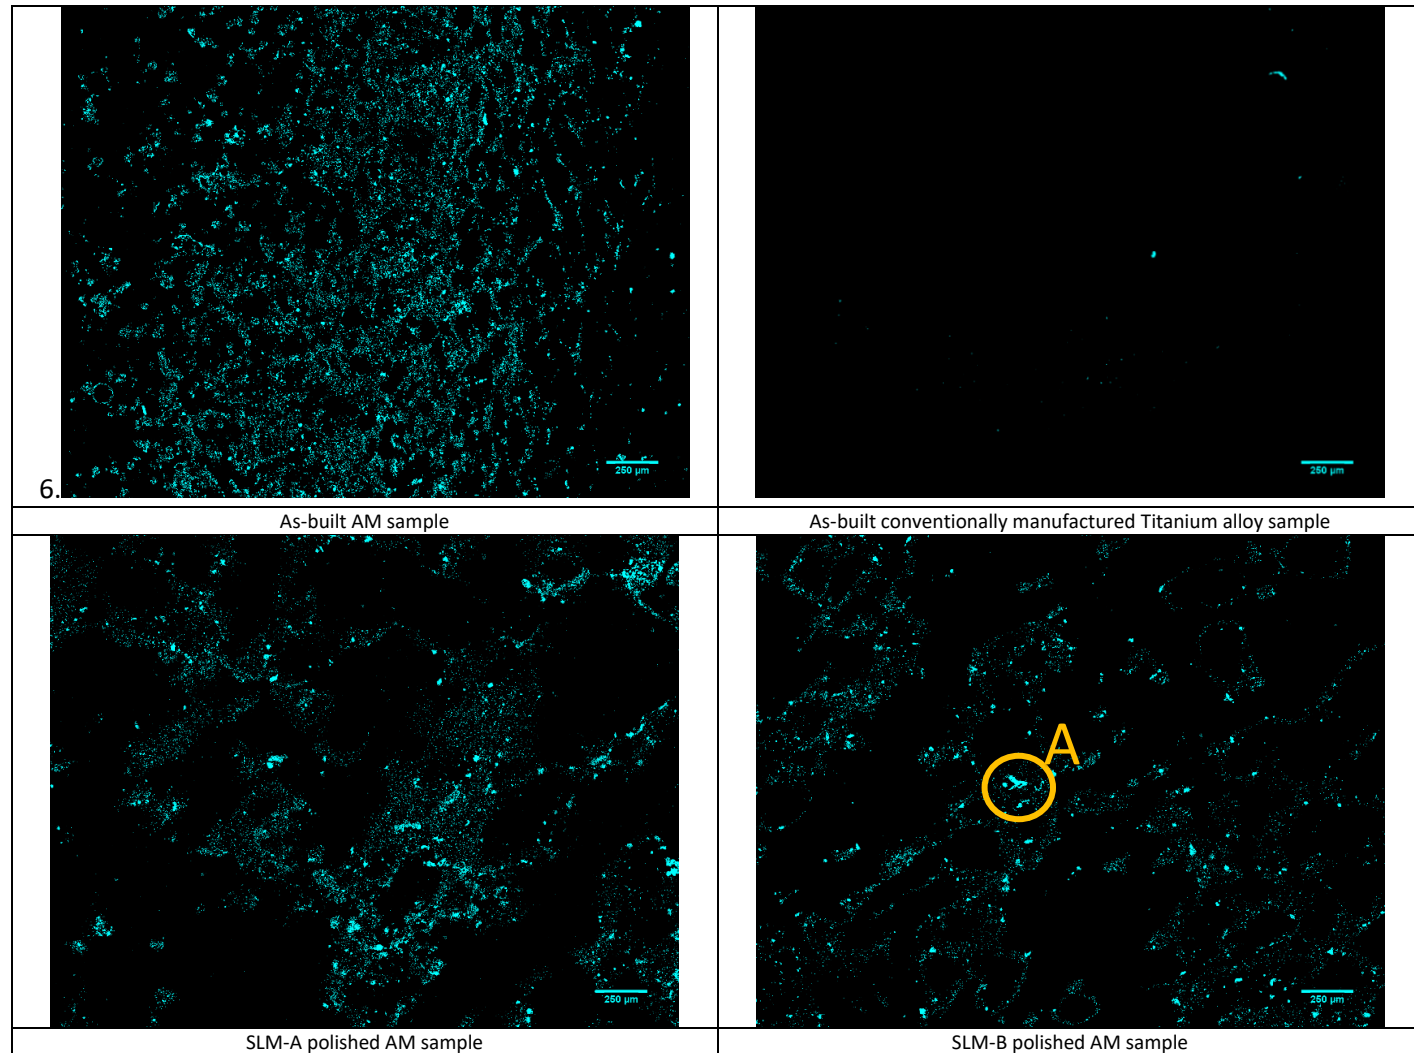 250 µm
250 µm
6.
As-built AM sample
As-built conventionally manufactured Titanium alloy sample
A
250 µm
250 µm
SLM-A polished AM sample
SLM-B polished AM sample